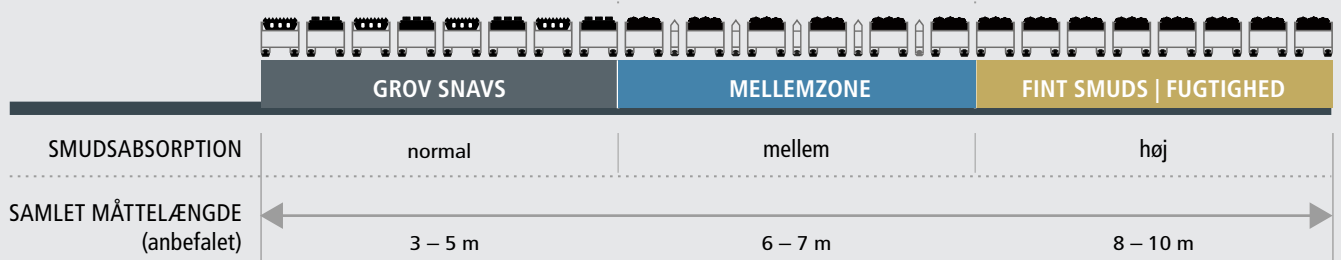 GROV SNAVS MELLEMZONE FINT SMUDS | FUGTIGHED
SMUDSABSORPTION normal mellem høj
SAMLET MÅTTELÆNGDE
(anbefalet) 3 – 5 m 6 – 7 m 8 – 10 m